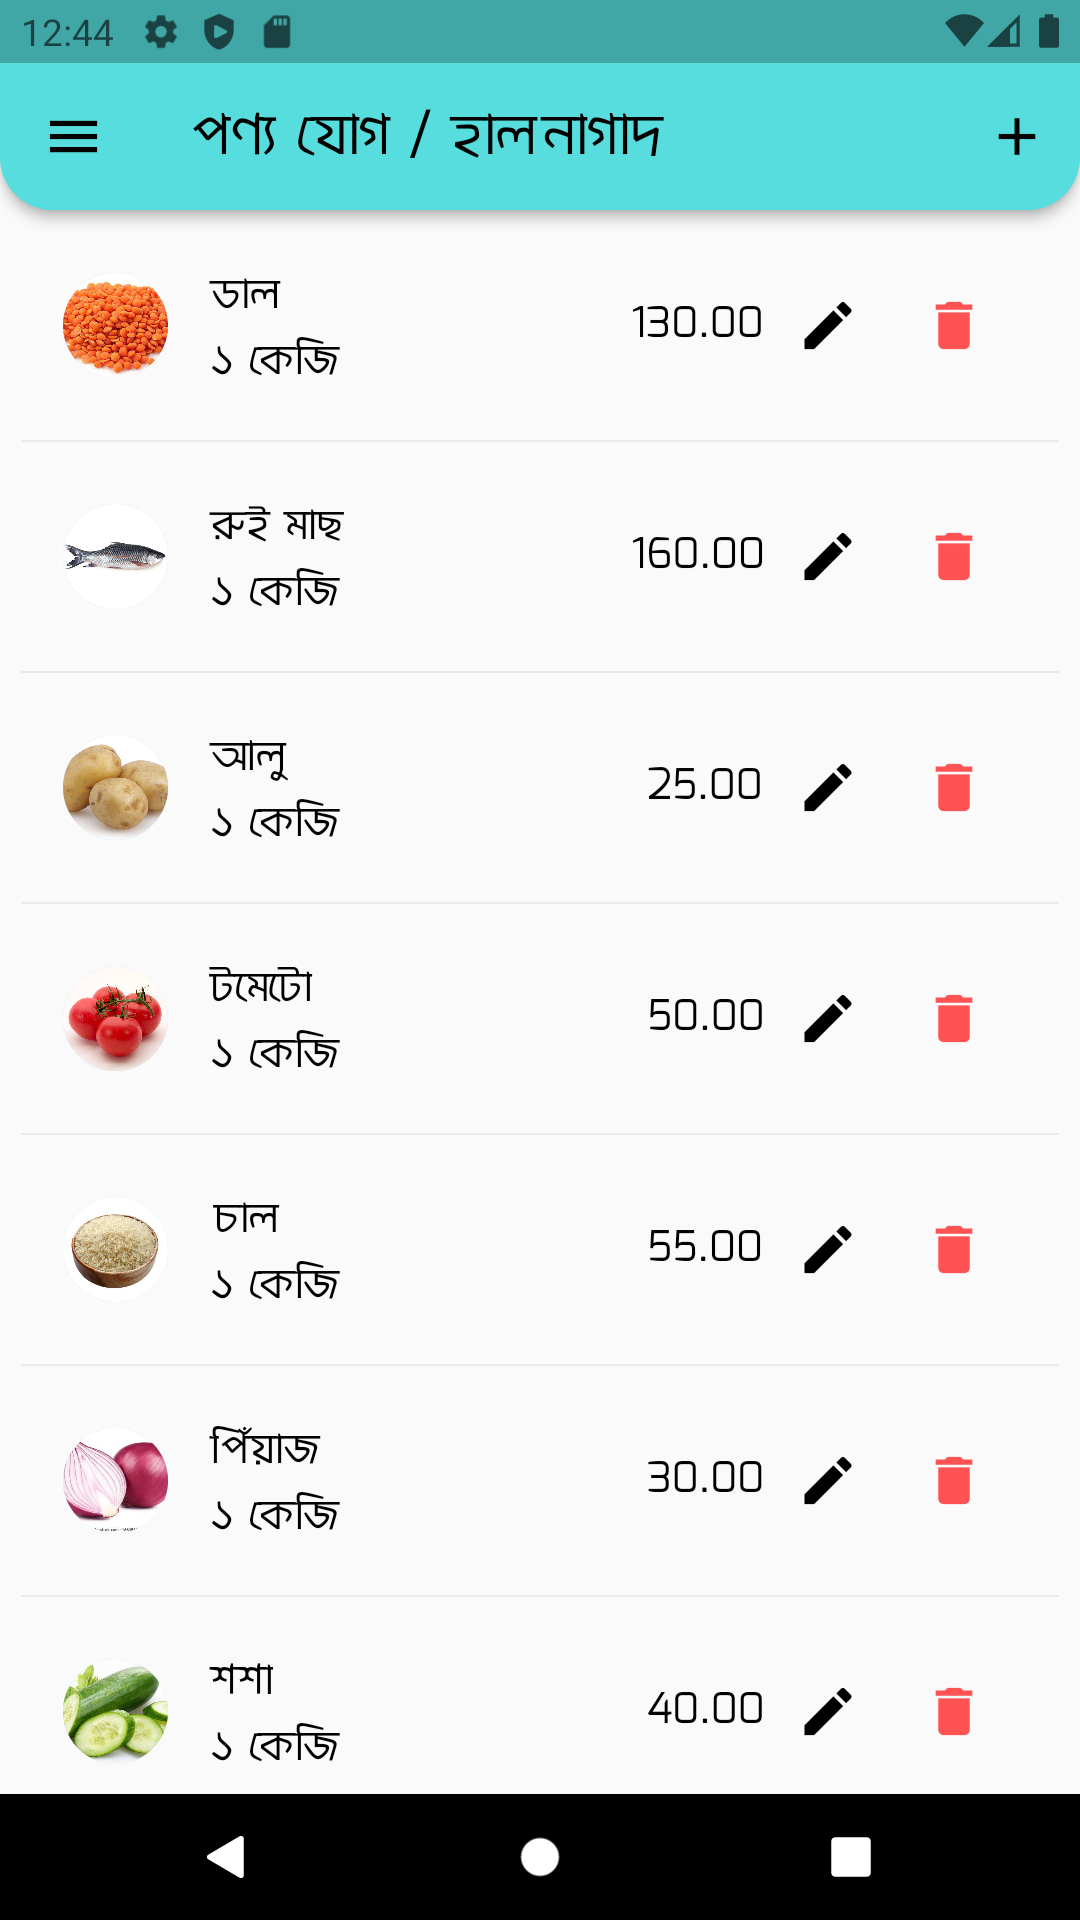 12:44
পণ্য যোগ / হালনাগাদ
ডাল
১ কেজি
130.00
রুই মাছ
১ কেজি
160.00
আলু
১ কেজি
25.00
টমেটো
১ কেজি
50.00
চাল
১ কেজি
55.00
পিঁয়াজ
১ কেজি
30.00
শশা
১ কেজি
40.00